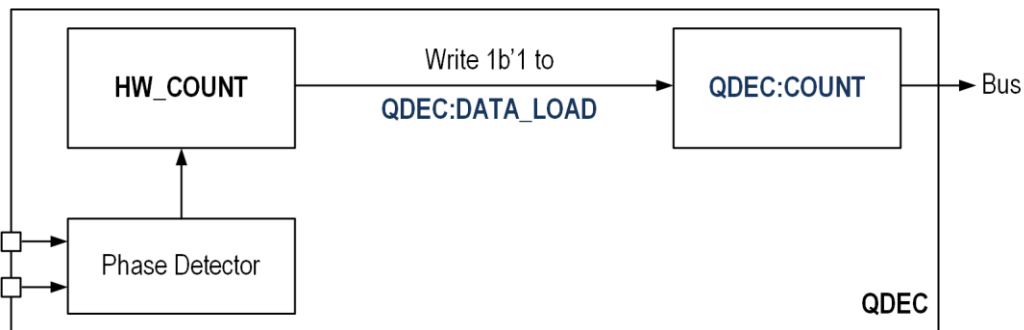 HW_COUNT
Write 1b'1 to
QDEC:DATA_LOAD
QDEC:COUNT
Bus
Phase Detector
QDEC